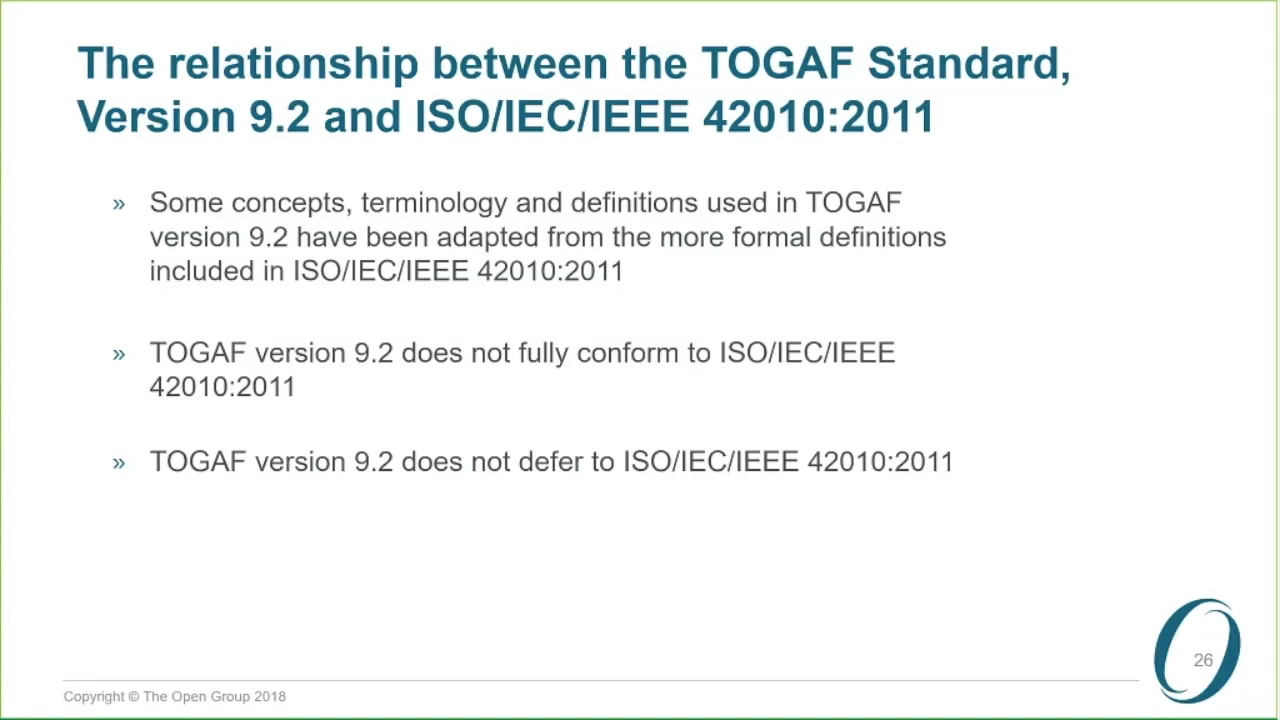 The relationship between the TOGAF Standard,
Version 9.2 and ISO/IEC/IEEE 42010:2011
» Some concepts, terminology and definitions used in TOGAF
version 9.2 have been adapted from the more formal definitions
included in ISO/IEC/IEEE 42010:2011
» TOGAF version 9.2 does not fully conform to ISO/IEC/IEEE
42010:2011
» TOGAF version 9.2 does not defer to ISO/IEC/IEEE 42010:2011
26
Copyright © The Open Group 2018